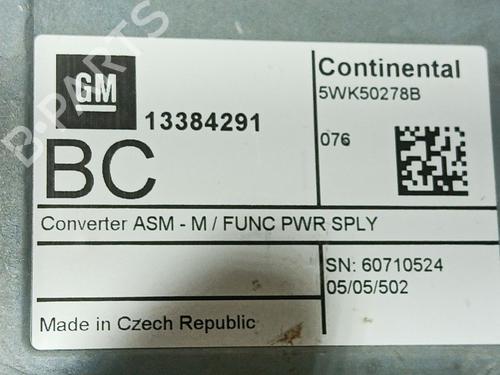 GM
13384291
BC
Continental
5WK50278B
076
Converter ASM - M / FUNC PWR SPLY
SN: 60710524
05/05/502
Made in Czech Republic
B-PARTS